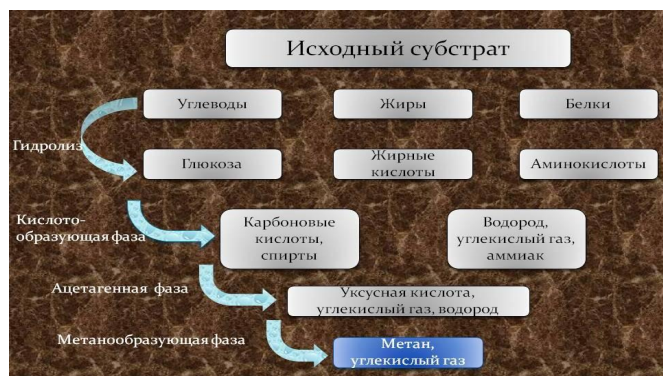 Исходный субстрат
Углеводы
Жиры
Белки
Гидролиз
Глюкоза
Жирные
кислоты
Аминокислоты
Кислото-
образующая фаза
Карбоновые
кислоты,
спирты
Водород,
углекислый газ,
аммиак
Ацетагенная фаза
Уксусная кислота,
углекислый газ, водород
Метанообразующая фаза
Метан,
углекислый газ